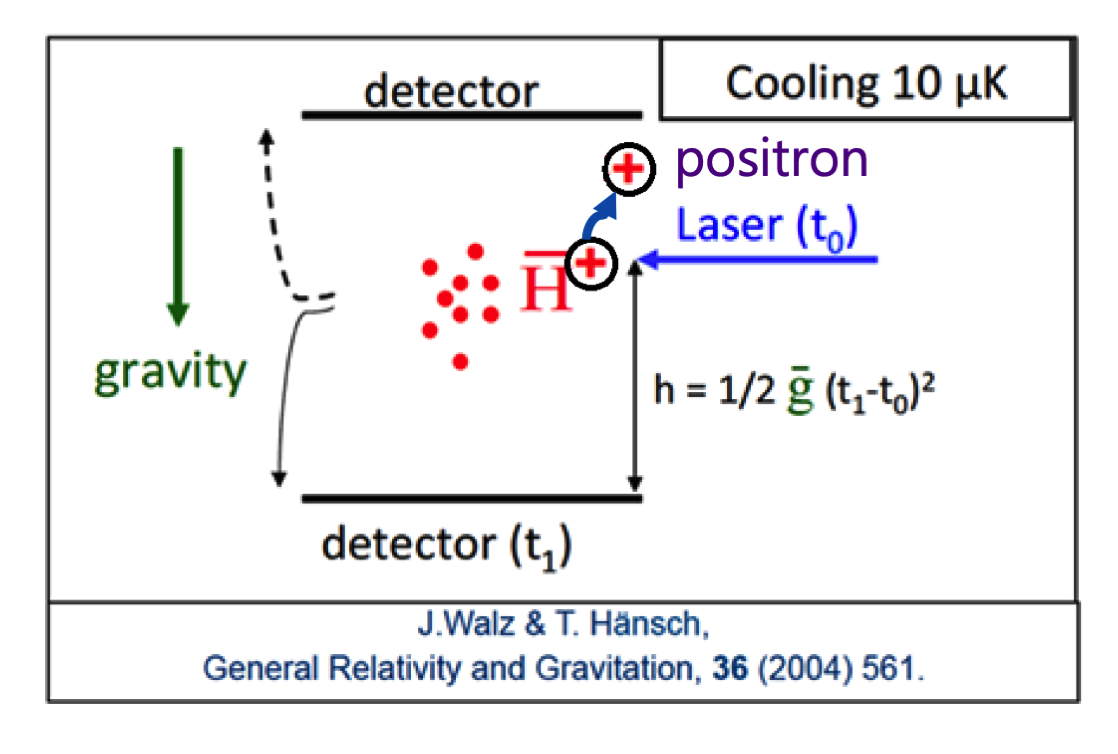 detector
Cooling 10 μK
+ positron
Laser (t₀)
H̅ +
gravity
h = 1/2 g̅ (t₁-t₀)²
detector (t₁)
J.Walz & T. Hänsch,
General Relativity and Gravitation, 36 (2004) 561.